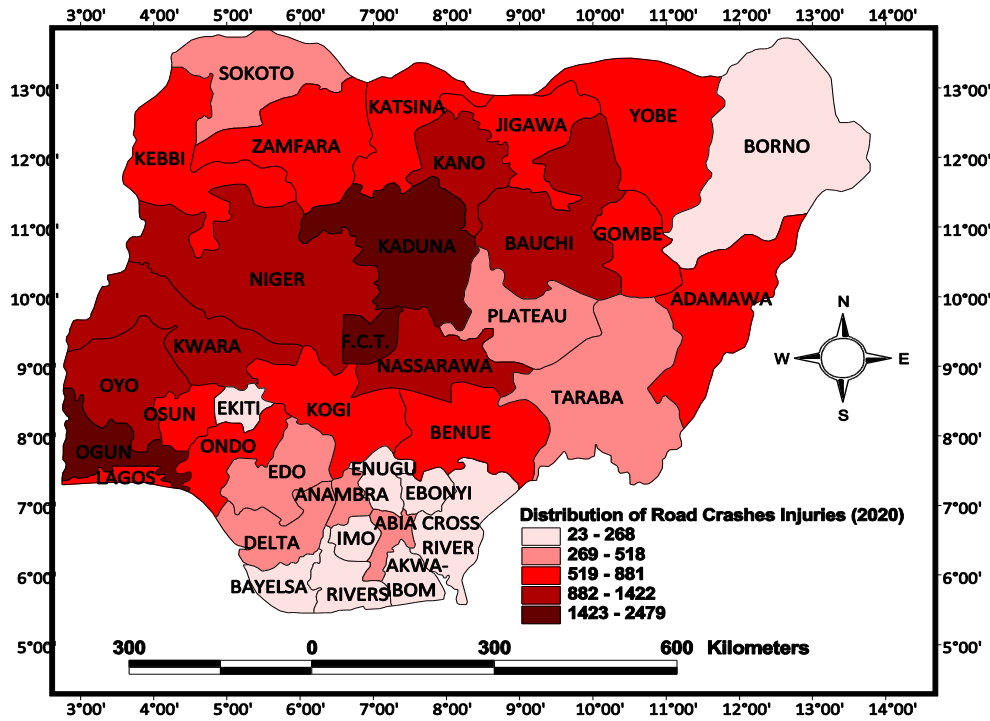 3°00' 4°00' 5°00' 6°00' 7°00' 8°00' 9°00' 10°00' 11°00' 12°00' 13°00' 14°00'
13°00' 13°00'
12°00' 12°00'
11°00' 11°00'
10°00' 10°00'
9°00' 9°00'
8°00' 8°00'
7°00' 7°00'
6°00' 6°00'
5°00' 5°00'
SOKOTO
KATSINA
JIGAWA
YOBE
KEBBI
ZAMFARA
KANO
BORNO
KADUNA
BAUCHI
GOMBE
NIGER
ADAMAWA
PLATEAU
F.C.T.
KWARA
NASSARAWA
OYO
TARABA
OSUN
EKITI
KOGI
BENUE
OGUN
ONDO
LAGOS
EDO
ENUGU
ANAMBRA
EBONYI
ABIA
CROSS
RIVER
DELTA
IMO
AKWA-
IBOM
BAYELSA
RIVERS
N
W E
S
Distribution of Road Crashes Injuries (2020)
23 - 268
269 - 518
519 - 881
882 - 1422
1423 - 2479
300 0 300 600 Kilometers
3°00' 4°00' 5°00' 6°00' 7°00' 8°00' 9°00' 10°00' 11°00' 12°00' 13°00' 14°00'